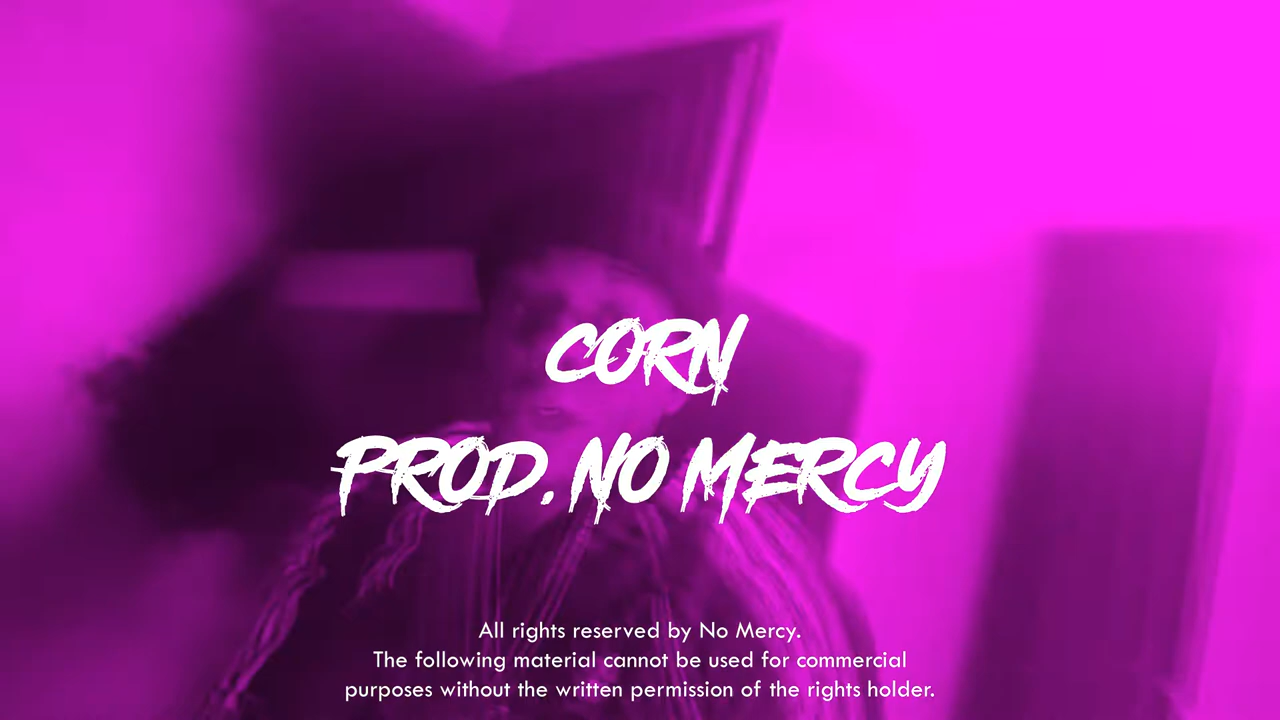 CORN
PROD. NO MERCY
All rights reserved by No Mercy.
The following material cannot be used for commercial
purposes without the written permission of the rights holder.